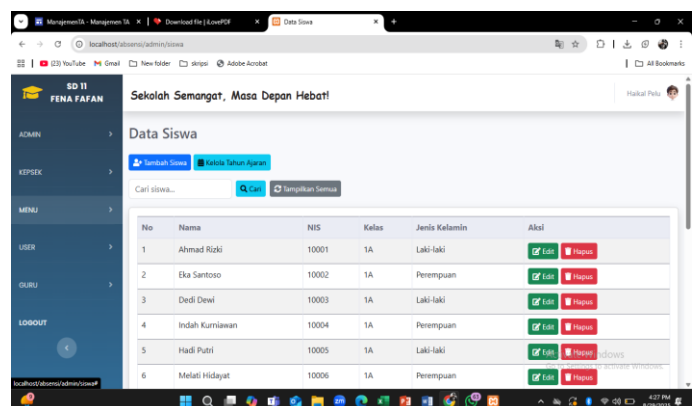 ManajemenTA - Manajemen TA
Download file | iLovePDF
Data Siswa
localhost/absensi/admin/siswa
(23) YouTube
Gmail
New folder
skripsi
Adobe Acrobat
All Bookmarks
SD 11
FENA FAFAN
Sekolah Semangat, Masa Depan Hebat!
Haikal Pelu
ADMIN
KEPSEK
MENU
USER
GURU
LOGOUT
Data Siswa
Tambah Siswa
Kelola Tahun Ajaran
Cari siswa...
Cari
Tampilkan Semua
No Nama NIS Kelas Jenis Kelamin Aksi
1 Ahmad Rizki 10001 1A Laki-laki Edit Hapus
2 Eka Santoso 10002 1A Perempuan Edit Hapus
3 Dedi Dewi 10003 1A Laki-laki Edit Hapus
4 Indah Kurniawan 10004 1A Perempuan Edit Hapus
5 Hadi Putri 10005 1A Laki-laki Edit Hapus
6 Melati Hidayat 10006 1A Perempuan Edit Hapus
to activate Windows.
localhost/absensi/admin/siswa#
4:27 PM